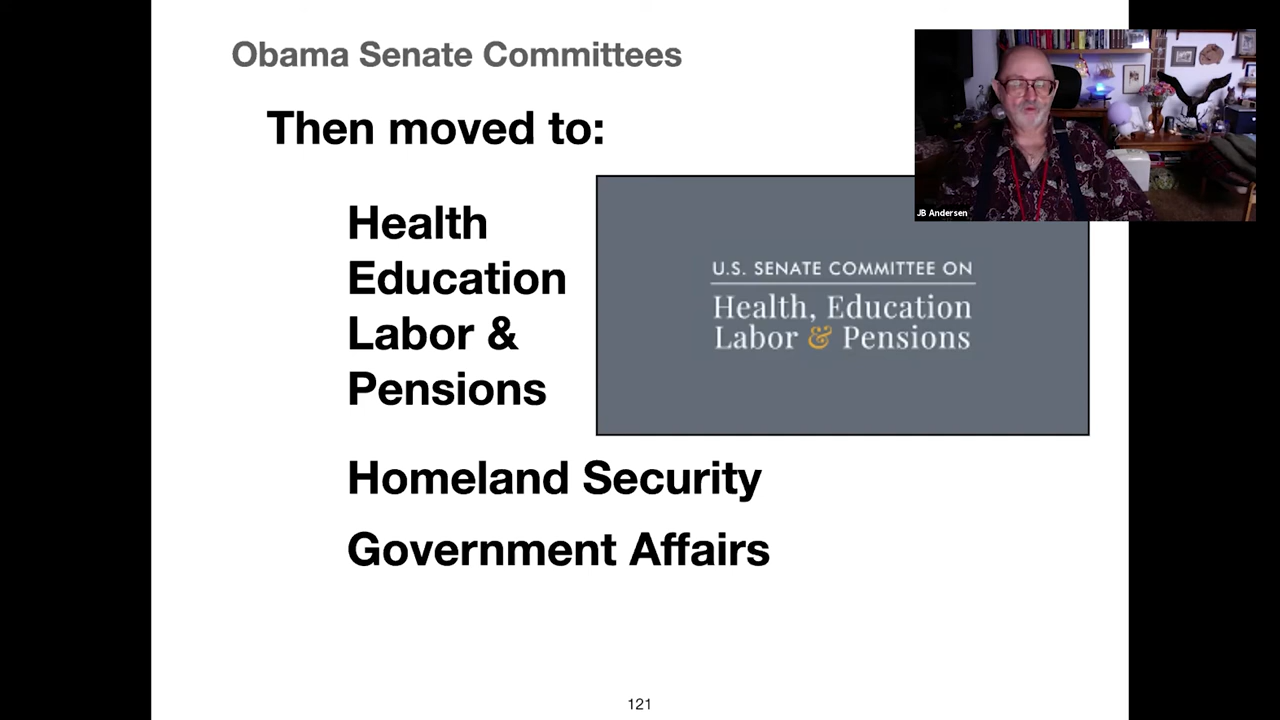 Obama Senate Committees
Then moved to:
JB Andersen
Health
Education
Labor &
Pensions
U.S. SENATE COMMITTEE ON
Health, Education
Labor & Pensions
Homeland Security
Government Affairs
121